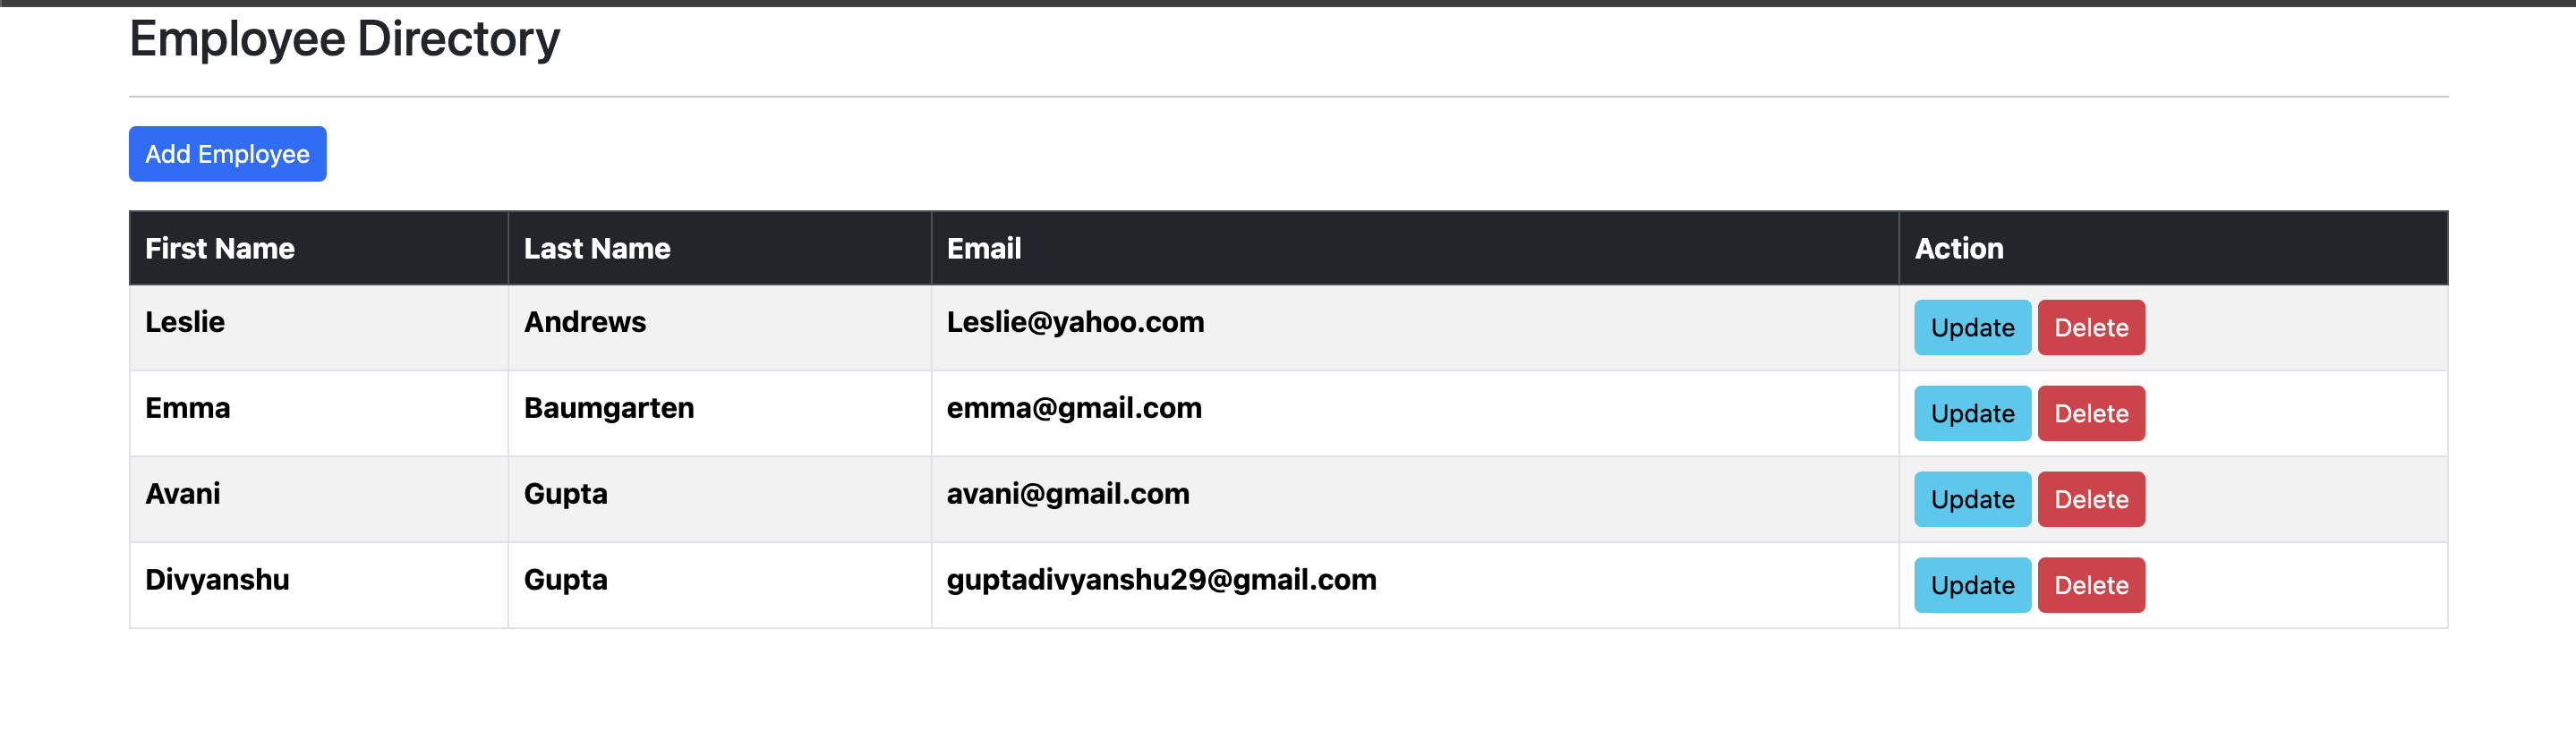 Employee Directory
Add Employee
First Name Last Name Email Action
Leslie Andrews Leslie@yahoo.com Update Delete
Emma Baumgarten emma@gmail.com Update Delete
Avani Gupta avani@gmail.com Update Delete
Divyanshu Gupta guptadivyanshu29@gmail.com Update Delete